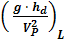 (g · h_d / V_P^2)_L